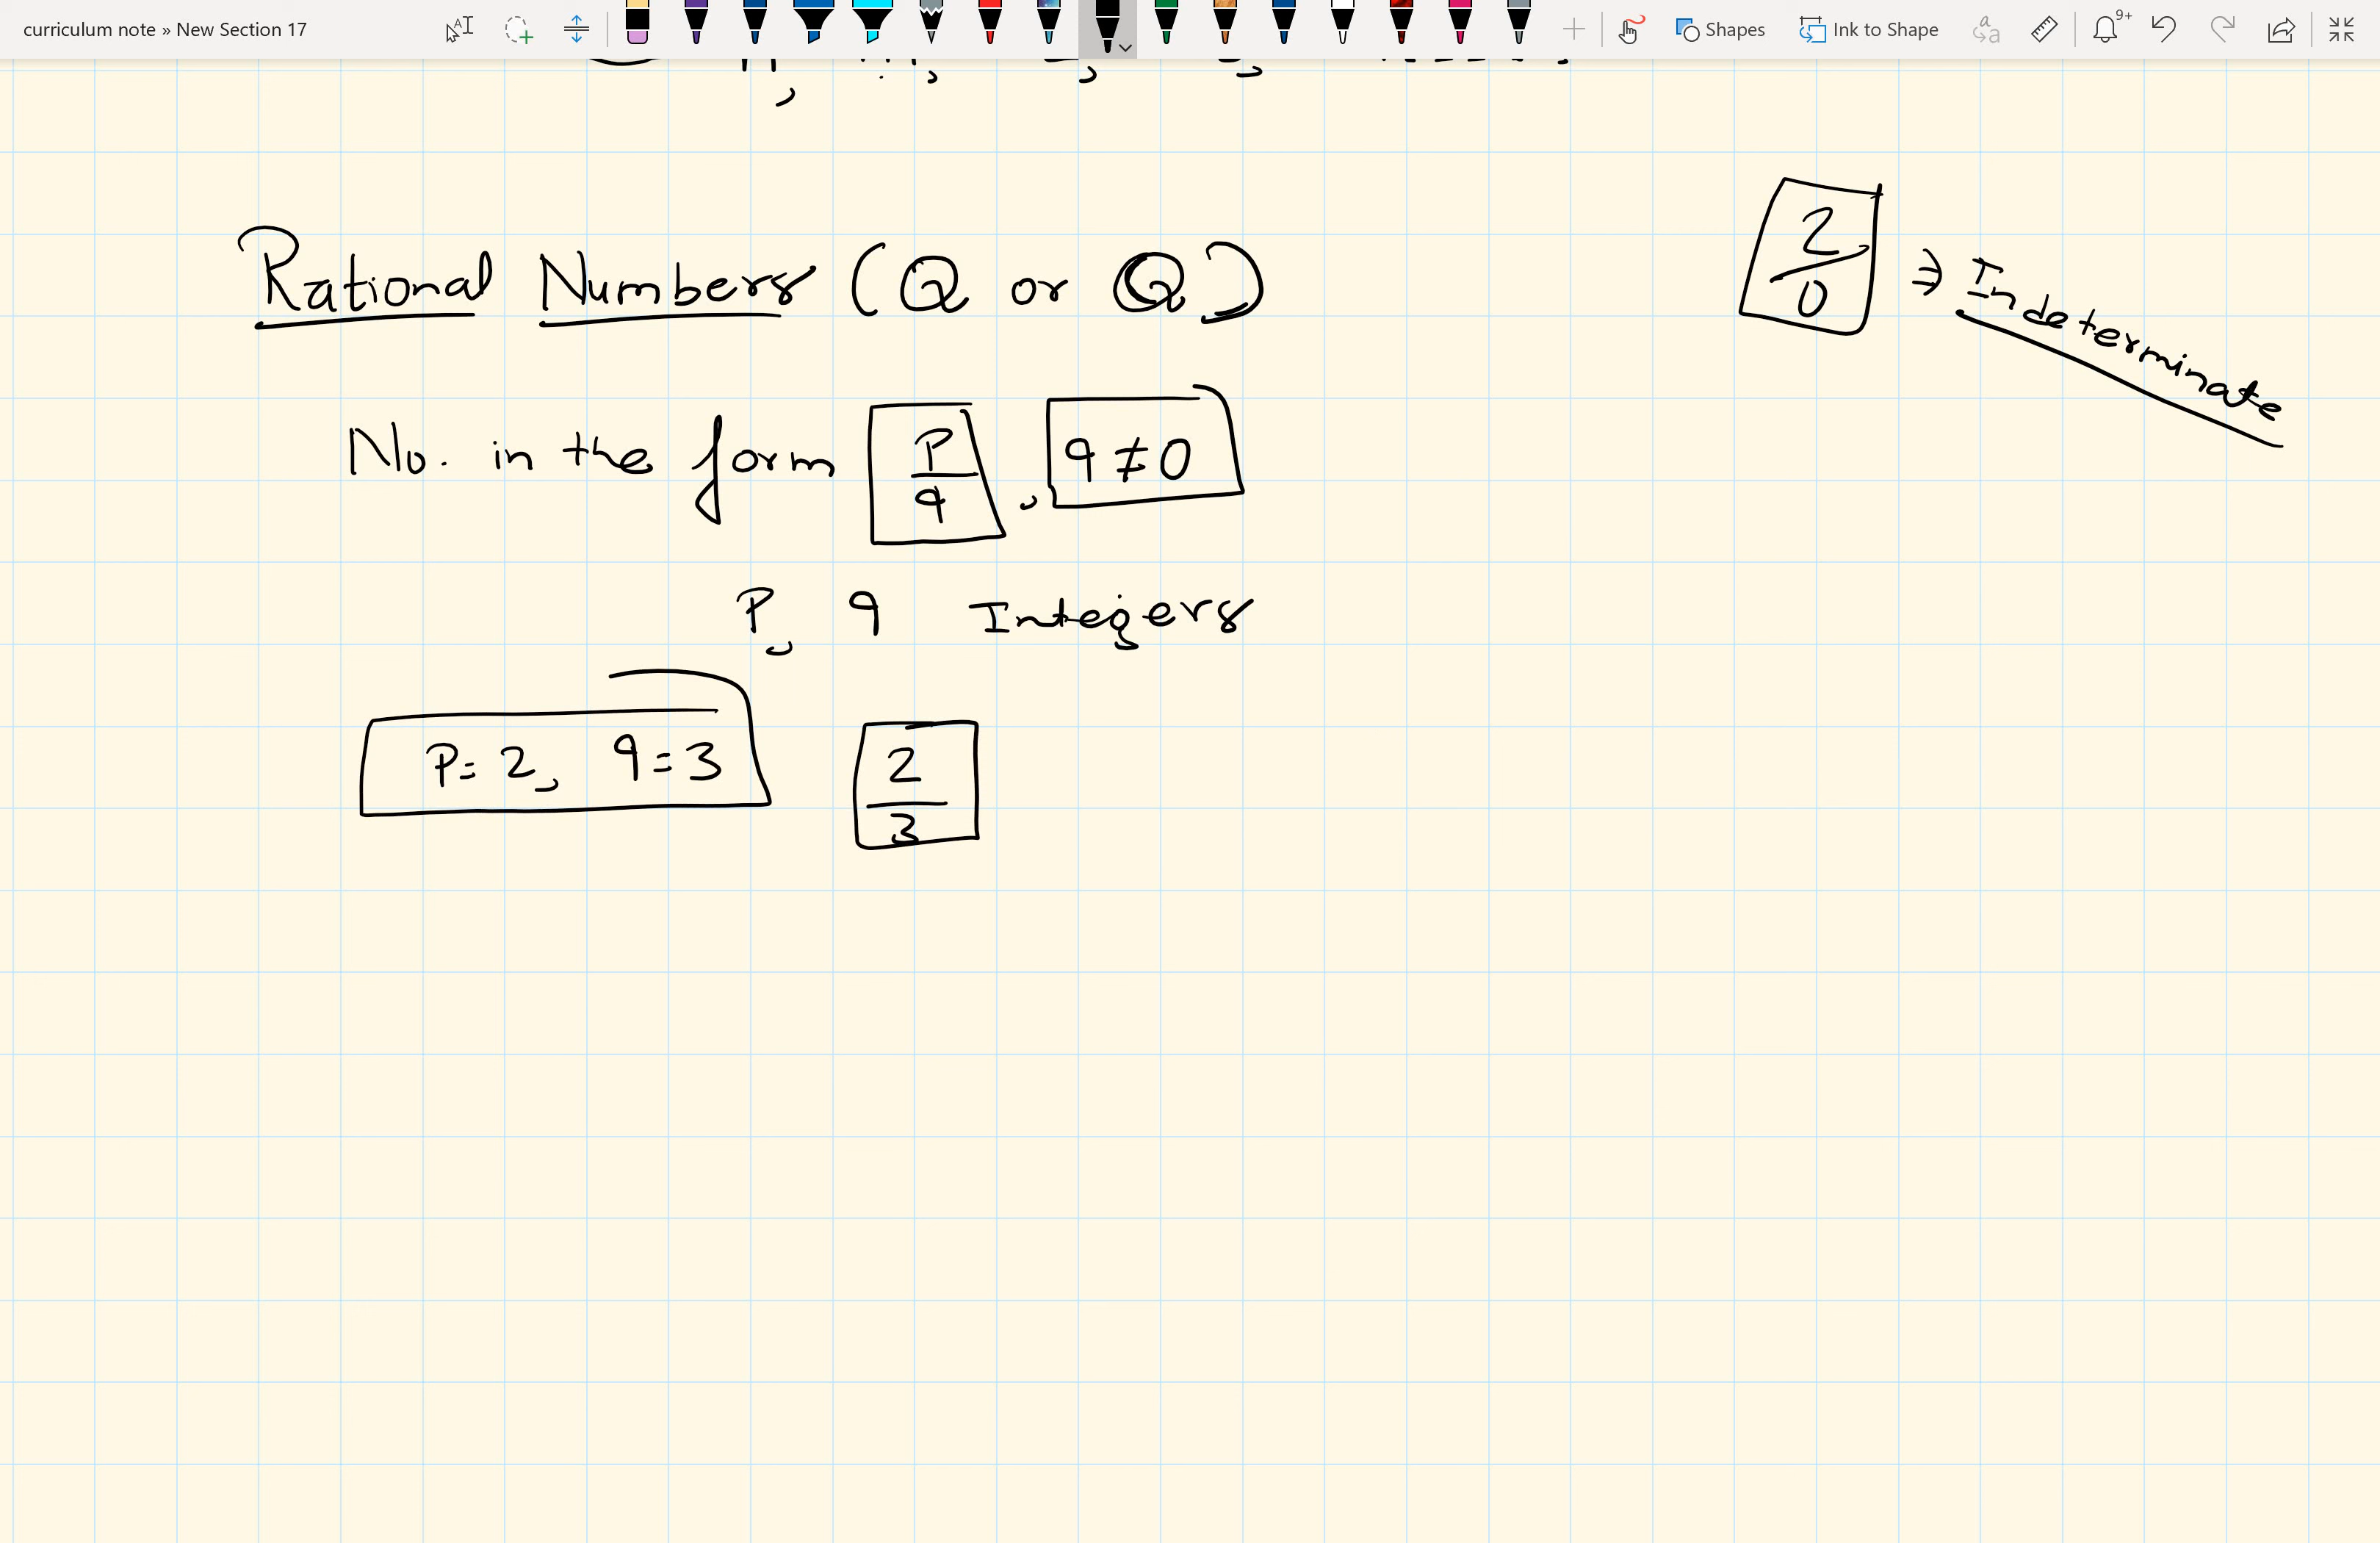 curriculum note » New Section 17
Shapes
Ink to Shape
9+
Rational Numbers (Q or Q)
2/0 ⇒ Indeterminate
No. in the form P/q, q ≠ 0
P, q Integers
P = 2, q = 3
2/3